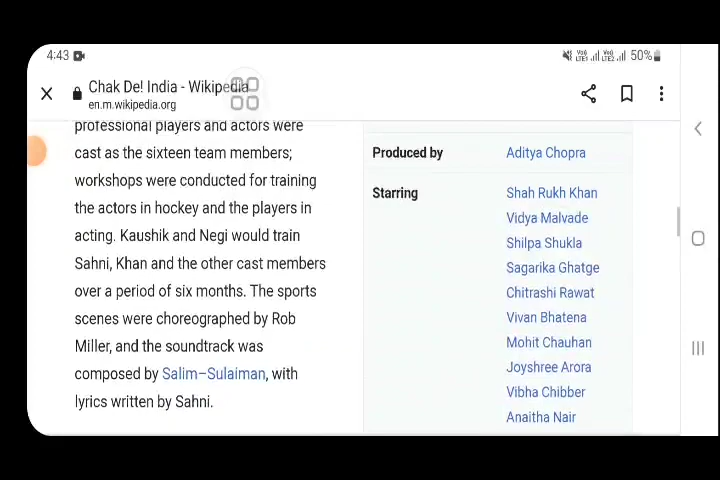 4:43
Vo) LTE1 Vo) LTE2 50%
Chak De! India - Wikipedia
en.m.wikipedia.org
professional players and actors were
cast as the sixteen team members;
workshops were conducted for training
the actors in hockey and the players in
acting. Kaushik and Negi would train
Sahni, Khan and the other cast members
over a period of six months. The sports
scenes were choreographed by Rob
Miller, and the soundtrack was
composed by Salim–Sulaiman, with
lyrics written by Sahni.
Produced by Aditya Chopra
Starring Shah Rukh Khan
Vidya Malvade
Shilpa Shukla
Sagarika Ghatge
Chitrashi Rawat
Vivan Bhatena
Mohit Chauhan
Joyshree Arora
Vibha Chibber
Anaitha Nair